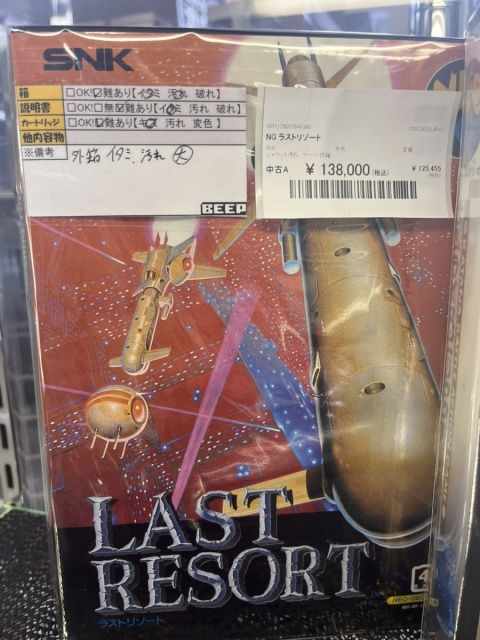 SNK
箱 □OK!☑難あり【イタミ 汚れ 破れ】
説明書 □OK!□無☑難あり【イタミ 汚れ 破れ】
カートリッジ □OK!☑難あり【キズ 汚れ 変色】
他内容物
※備考 外箱 イタミ、汚れ 大
BEEP
NG ラストリゾート
中古
中古A ¥138,000(税込) ¥125,455
LAST
RESORT
ラストリゾート
4